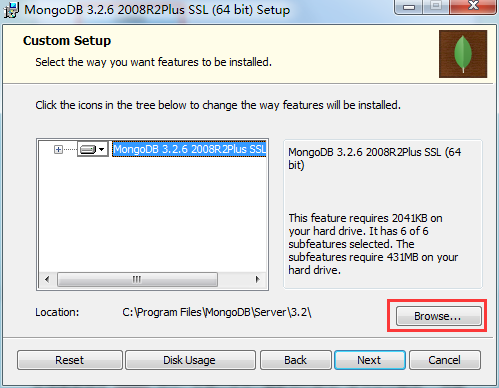 MongoDB 3.2.6 2008R2Plus SSL (64 bit) Setup
Custom Setup
Select the way you want features to be installed.
Click the icons in the tree below to change the way features will be installed.
MongoDB 3.2.6 2008R2Plus SSL
MongoDB 3.2.6 2008R2Plus SSL (64
bit)
This feature requires 2041KB on
your hard drive. It has 6 of 6
subfeatures selected. The
subfeatures require 431MB on your
hard drive.
Location: C:\Program Files\MongoDB\Server\3.2\
Browse...
Reset Disk Usage Back Next Cancel